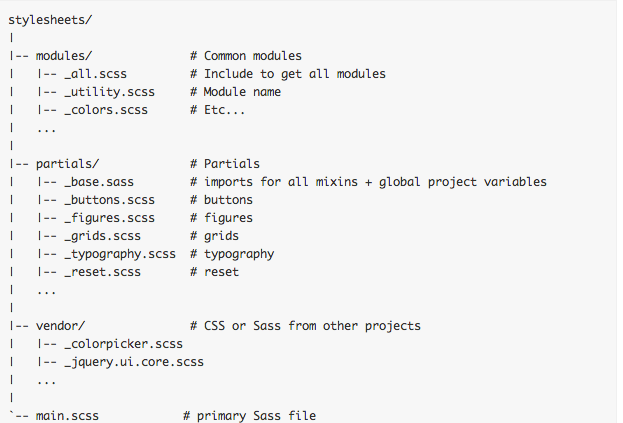 stylesheets/
|
|-- modules/              # Common modules
|   |-- _all.scss         # Include to get all modules
|   |-- _utility.scss     # Module name
|   |-- _colors.scss      # Etc...
|   ...
|
|-- partials/             # Partials
|   |-- _base.sass        # imports for all mixins + global project variables
|   |-- _buttons.scss     # buttons
|   |-- _figures.scss     # figures
|   |-- _grids.scss       # grids
|   |-- _typography.scss  # typography
|   |-- _reset.scss       # reset
|   ...
|
|-- vendor/               # CSS or Sass from other projects
|   |-- _colorpicker.scss
|   |-- _jquery.ui.core.scss
|   ...
|
`-- main.scss            # primary Sass file